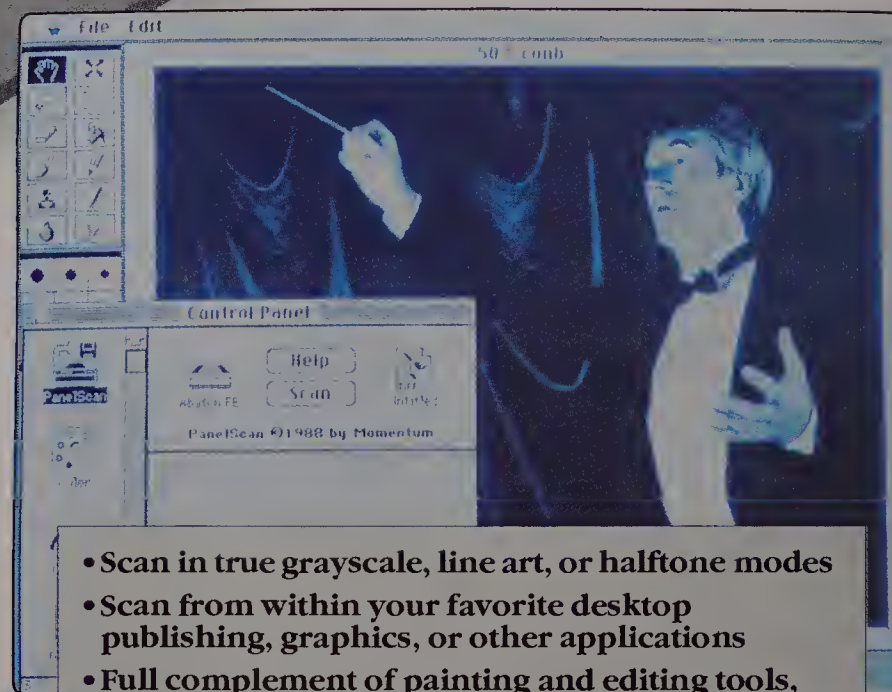 File Edit
50
Control Panel
PanelScan
Help
Scan
PanelScan ©1988 by Momentum
• Scan in true grayscale, line art, or halftone modes
• Scan from within your favorite desktop
publishing, graphics, or other applications
• Full complement of painting and editing tools,